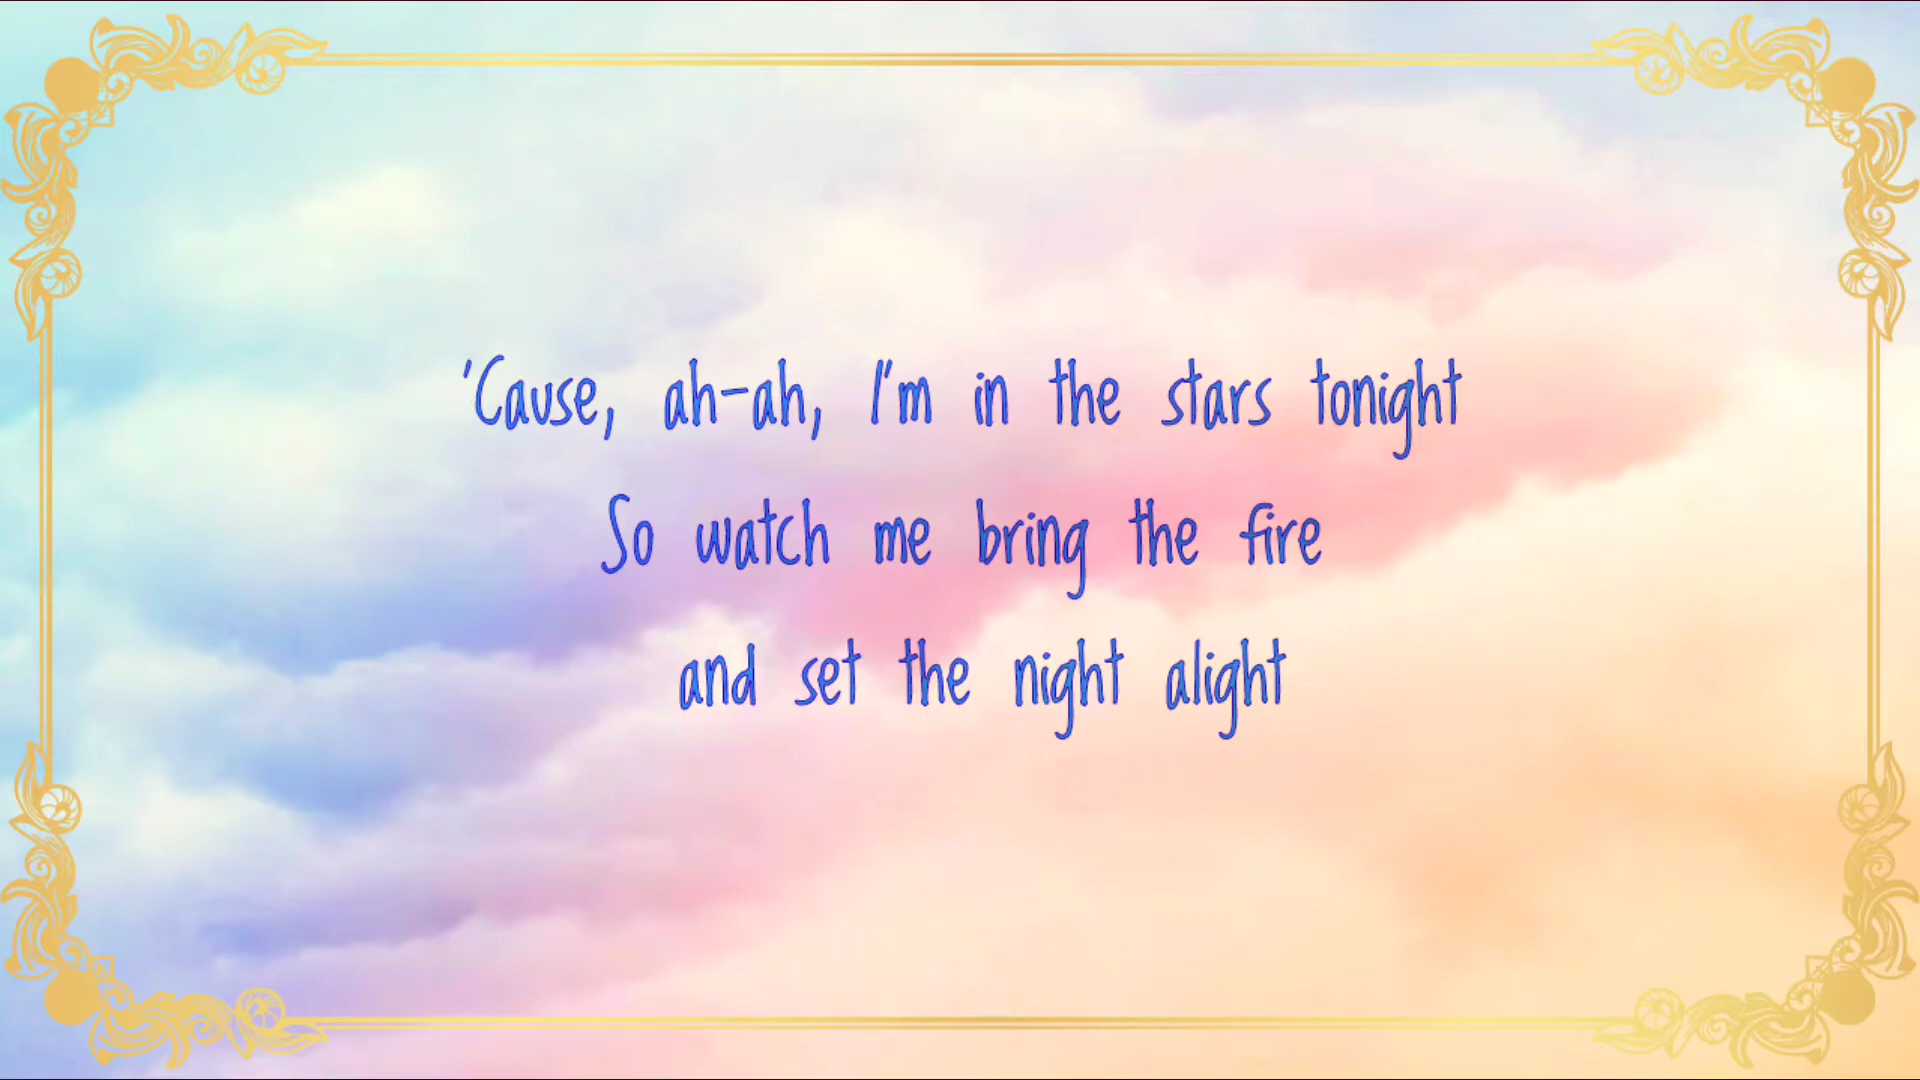 'Cause, ah-ah, I'm in the stars tonight
So watch me bring the fire
and set the night alight